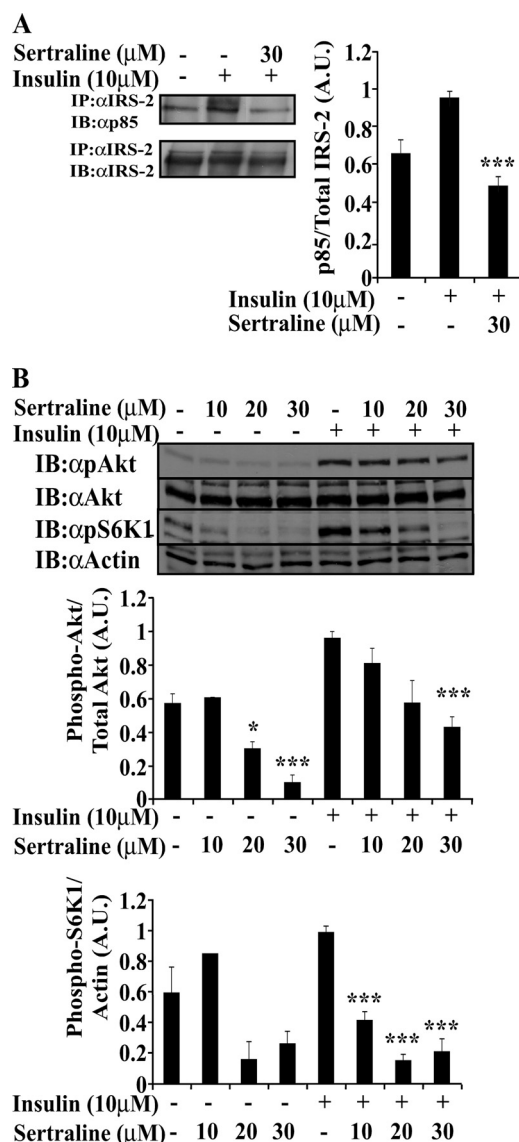 A
Sertraline (μM) - - 30
Insulin (10μM) - + +
IP:αIRS-2
IB:αp85
IP:αIRS-2
IB:αIRS-2
p85/Total IRS-2 (A.U.)
1
0.8
0.6
0.4
0.2
0
***
Insulin (10μM) - + +
Sertraline (μM) - - 30
B
Sertraline (μM) - 10 20 30 - 10 20 30
Insulin (10μM) - - - - + + + +
IB:αpAkt
IB:αAkt
IB:αpS6K1
IB:αActin
Phospho-Akt/
Total Akt (A.U.)
1.2
1
0.8
0.6
0.4
0.2
0
* *** ***
Insulin (10μM) - - - - + + + +
Sertraline (μM) - 10 20 30 - 10 20 30
Phospho-S6K1/
Actin (A.U.)
1.2
1
0.8
0.6
0.4
0.2
0
*** *** ***
Insulin (10μM) - - - - + + + +
Sertraline (μM) - 10 20 30 - 10 20 30